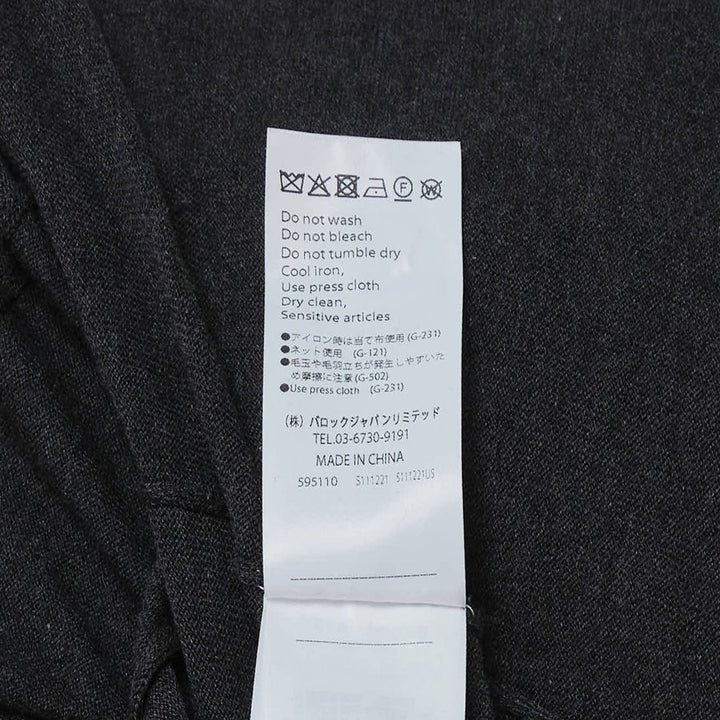 Do not wash
Do not bleach
Do not tumble dry
Cool iron,
Use press cloth
Dry clean,
Sensitive articles
●アイロン時は当て布使用(G-231)
●ネット使用 (G-121)
●毛玉や毛羽立ちが発生しやすいた
め摩擦に注意(G-502)
●Use press cloth (G-231)
(株) バロックジャパンリミテッド
TEL.03-6730-9191
MADE IN CHINA
595110 S111221 S111221US